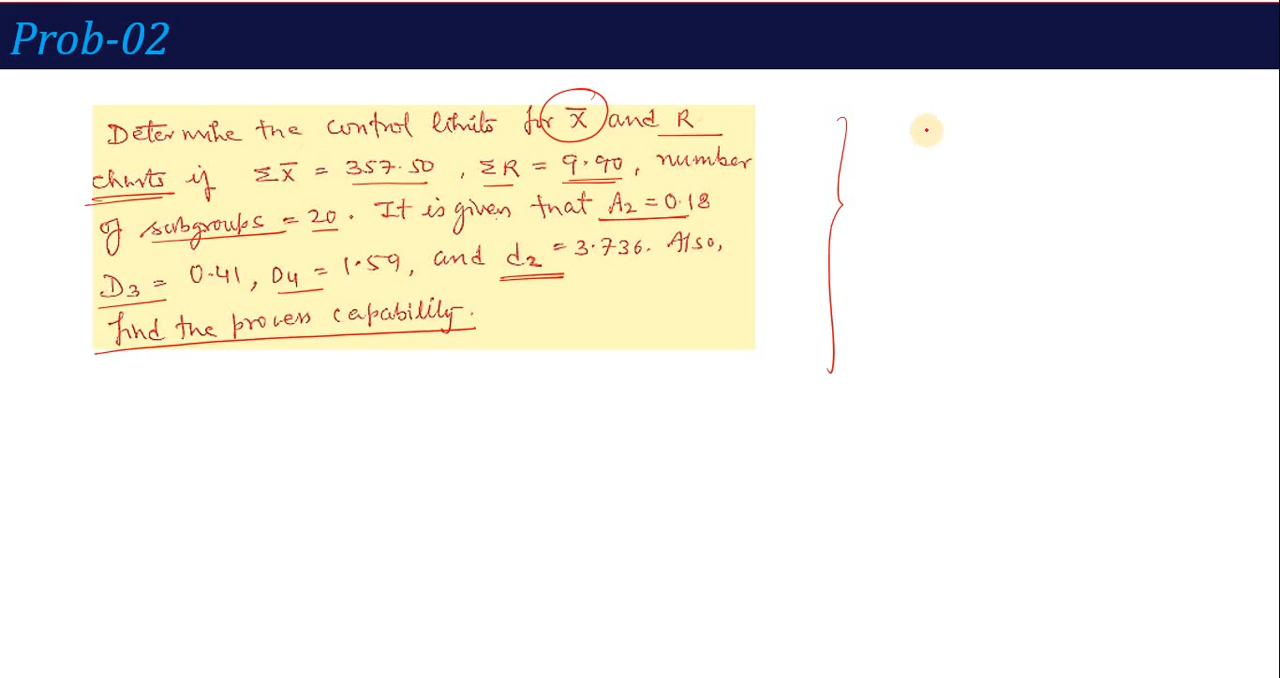 Prob-02
Determine the control limits for x̅ and R
charts if Σx̅ = 357.50, ΣR = 9.90, number
of subgroups = 20. It is given that A₂ = 0.18
D₃ = 0.41, D₄ = 1.59, and d₂ = 3.736. Also,
find the process capability.